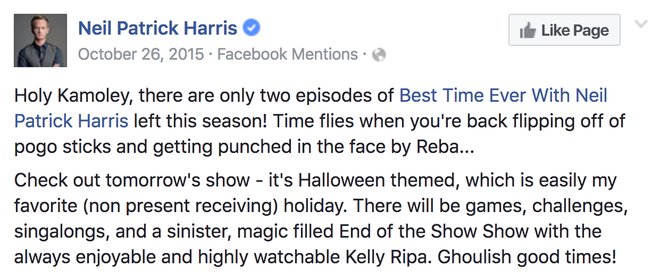 Neil Patrick Harris
Like Page
October 26, 2015 · Facebook Mentions ·
Holy Kamoley, there are only two episodes of Best Time Ever With Neil
Patrick Harris left this season! Time flies when you're back flipping off of
pogo sticks and getting punched in the face by Reba...
Check out tomorrow's show - it's Halloween themed, which is easily my
favorite (non present receiving) holiday. There will be games, challenges,
singalongs, and a sinister, magic filled End of the Show Show with the
always enjoyable and highly watchable Kelly Ripa. Ghoulish good times!